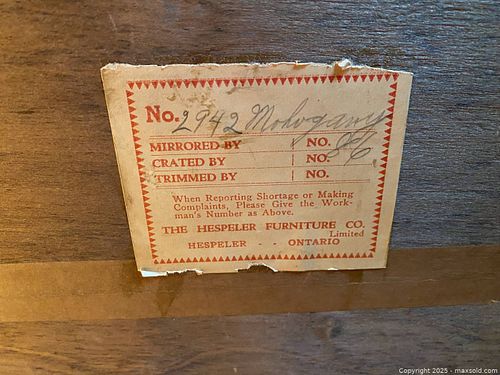 No. 2942 Mahogany
MIRRORED BY NO. 86
CRATED BY NO.
TRIMMED BY NO.
When Reporting Shortage or Making
Complaints, Please Give the Work-
man's Number as Above.
THE HESPELER FURNITURE CO.
Limited
HESPELER - - ONTARIO
Copyright 2025 - maxsold.com